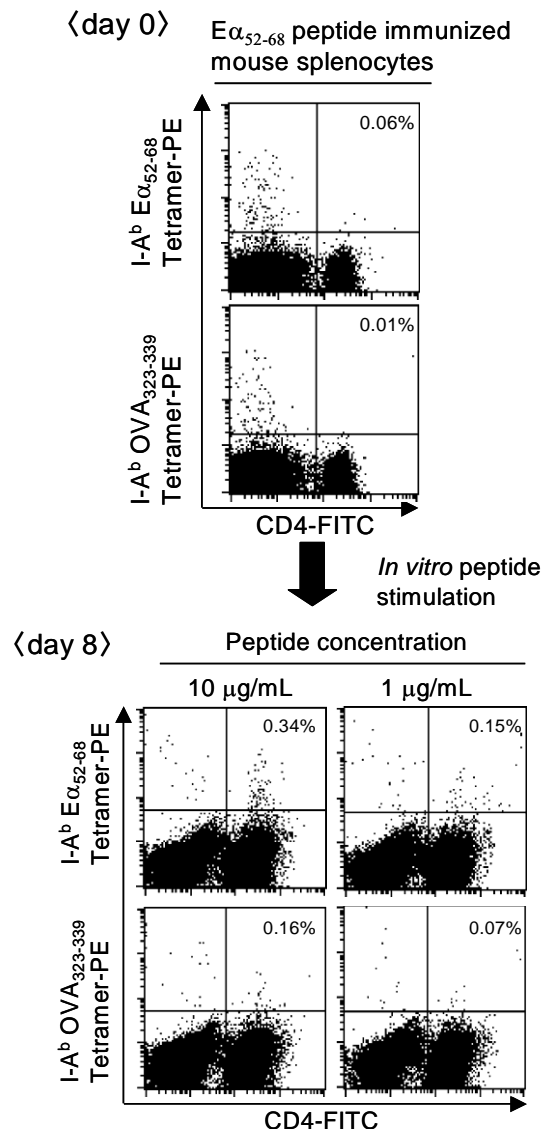 〈day 0〉
Eα52-68 peptide immunized
mouse splenocytes
I-Ab Eα52-68
Tetramer-PE
0.06%
I-Ab OVA323-339
Tetramer-PE
0.01%
CD4-FITC
In vitro peptide
stimulation
〈day 8〉
Peptide concentration
10 μg/mL
1 μg/mL
I-Ab Eα52-68
Tetramer-PE
0.34%
0.15%
I-Ab OVA323-339
Tetramer-PE
0.16%
0.07%
CD4-FITC